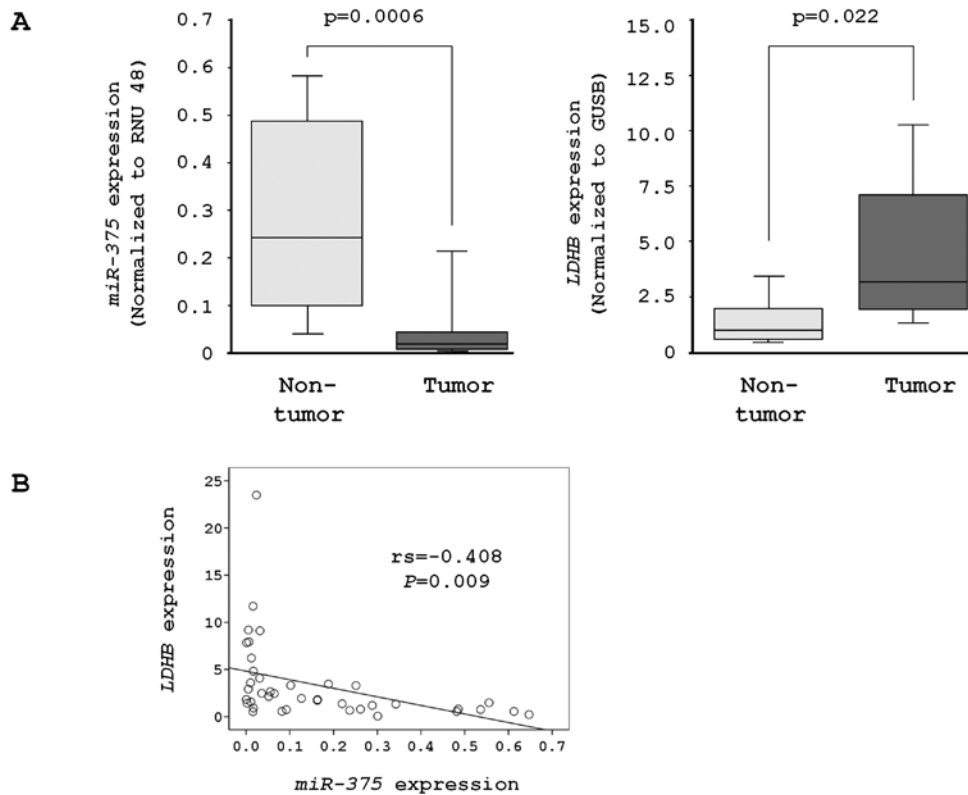 A
p=0.0006
miR-375 expression
(Normalized to RNU 48)
0.7
0.6
0.5
0.4
0.3
0.2
0.1
0
Non-
tumor
Tumor
p=0.022
LDHB expression
(Normalized to GUSB)
15.0
12.5
10.0
7.5
5.0
2.5
0
Non-
tumor
Tumor
B
LDHB expression
25
20
15
10
5
0
rs=-0.408
P=0.009
0.0 0.1 0.2 0.3 0.4 0.5 0.6 0.7
miR-375 expression